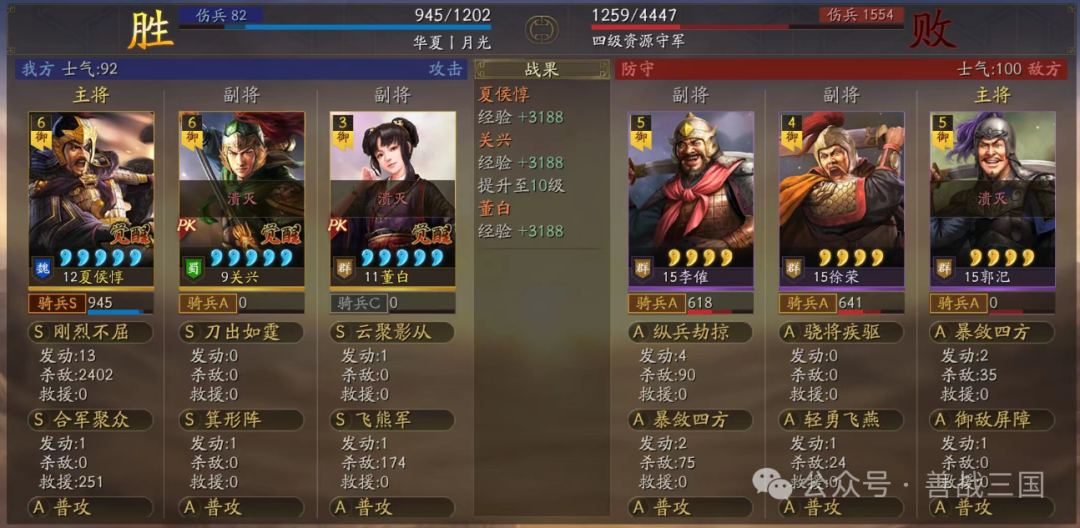 胜
伤兵 82
945/1202
华夏丨月光
1259/4447
伤兵 1554
四级资源守军
败
我方 士气:92
攻击
战果
防守
士气:100 敌方
主将
副将
副将
夏侯惇
经验 +3188
关兴
经验 +3188
提升至10级
董白
经验 +3188
副将
副将
主将
6
御
觉醒
魏
12夏侯惇
6
御
溃灭
PK
觉醒
蜀
9关兴
3
御
溃灭
PK
觉醒
群
11董白
5
御
群
15李傕
4
御
群
15徐荣
5
御
溃灭
群
15郭汜
骑兵S 945
骑兵A 0
骑兵C 0
骑兵A 618
骑兵A 641
骑兵A 0
S 刚烈不屈
发动:13
杀敌:2402
救援:0
S 刀出如霆
发动:0
杀敌:0
救援:0
S 云聚影从
发动:1
杀敌:0
救援:0
A 纵兵劫掠
发动:4
杀敌:90
救援:0
A 骁将疾驱
发动:0
杀敌:0
救援:0
A 暴敛四方
发动:2
杀敌:35
救援:0
S 合军聚众
发动:1
杀敌:0
救援:251
S 箕形阵
发动:1
杀敌:0
救援:0
S 飞熊军
发动:1
杀敌:174
救援:0
A 暴敛四方
发动:2
杀敌:75
救援:0
A 轻勇飞燕
发动:1
杀敌:24
救援:0
A 御敌屏障
发动:1
杀敌:0
救援:0
A 普攻
A 普攻
A 普攻
A 普攻
A 普攻
A 普攻
公众号·善战三国